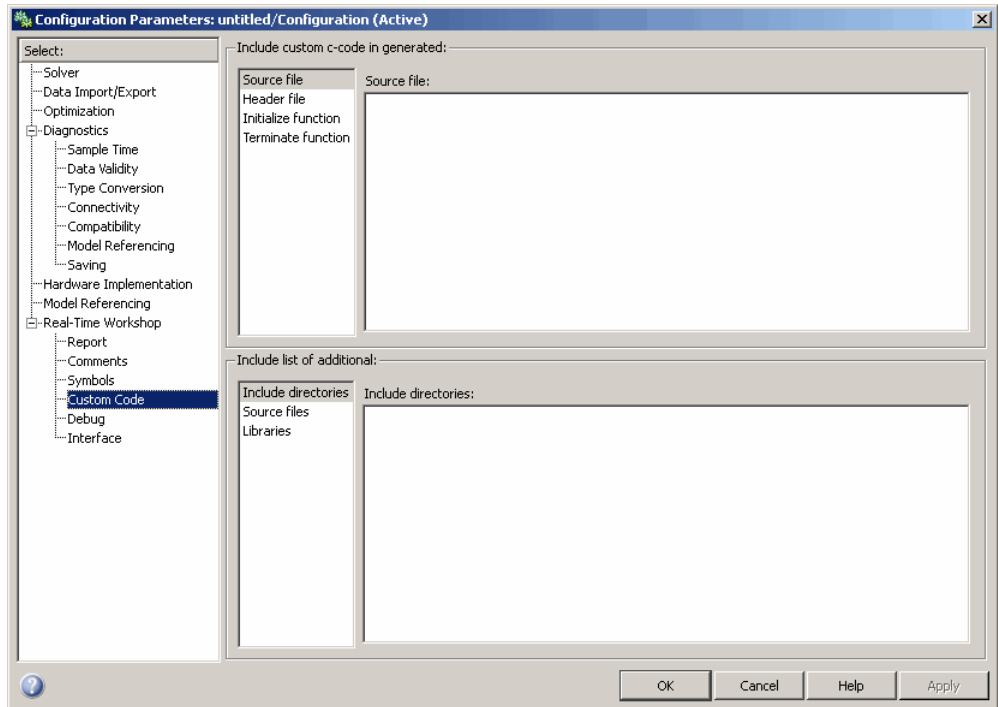 Configuration Parameters: untitled/Configuration (Active)
Select:
Solver
Data Import/Export
Optimization
Diagnostics
Sample Time
Data Validity
Type Conversion
Connectivity
Compatibility
Model Referencing
Saving
Hardware Implementation
Model Referencing
Real-Time Workshop
Report
Comments
Symbols
Custom Code
Debug
Interface
Include custom c-code in generated:
Source file
Header file
Initialize function
Terminate function
Source file:
Include list of additional:
Include directories
Source files
Libraries
Include directories:
OK
Cancel
Help
Apply